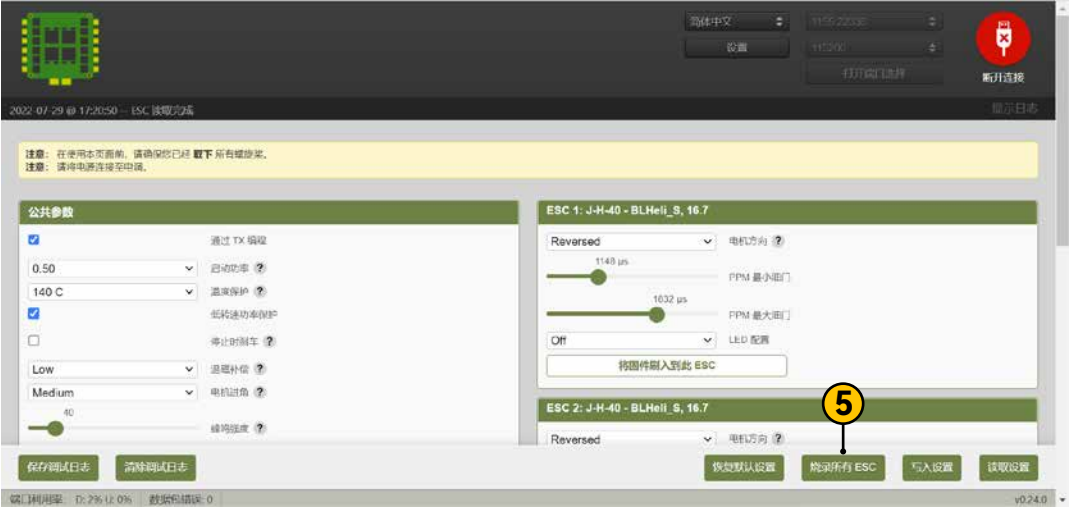 简体中文
1155:22336
设置
115200
打开端口选择
断开连接
2022-07-29 @ 17:20:50 -- ESC 读取完成
显示日志
注意： 在使用本页面前，请确保您已经 取下 所有螺旋桨。
注意： 请将电源连接至电调。
公共参数
通过 TX 编程
0.50 启动功率 ?
140 C 温度保护 ?
低转速功率保护
停止时刹车 ?
Low 退磁补偿 ?
Medium 电机进角 ?
40
蜂鸣强度 ?
ESC 1: J-H-40 - BLHeli_S, 16.7
Reversed 电机方向 ?
1148 µs
PPM 最小油门
1832 µs
PPM 最大油门
Off LED 配置
将固件刷入到此 ESC
ESC 2: J-H-40 - BLHeli_S, 16.7
Reversed 电机方向 ?
5
保存调试日志
清除调试日志
恢复默认设置
烧录所有 ESC
写入设置
读取设置
端口利用率: D: 2% U: 0% 数据包错误: 0
v0.24.0